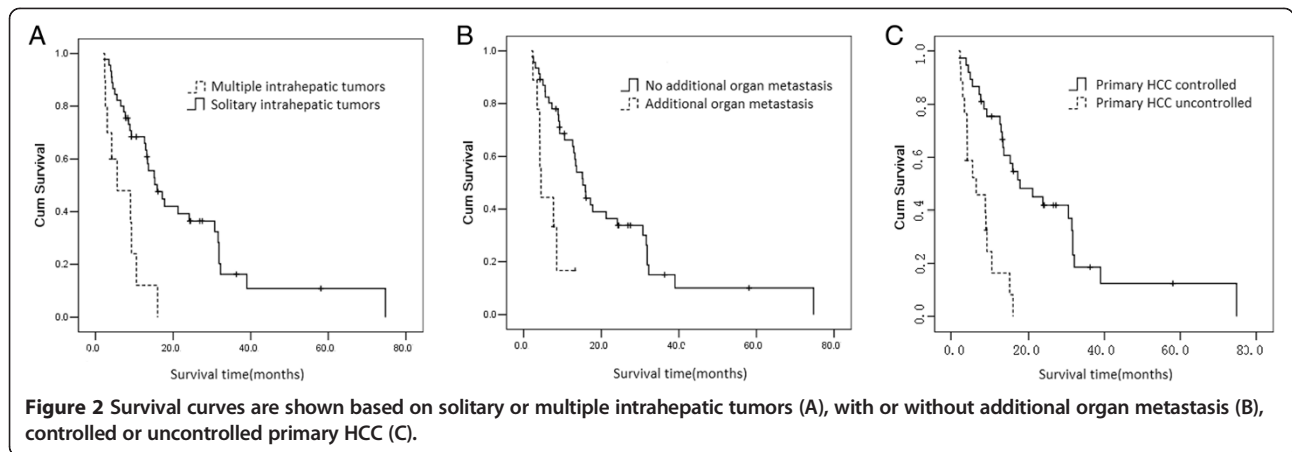 A
1.0
0.8
0.6
0.4
0.2
0.0
Cum Survival
Multiple intrahepatic tumors
Solitary intrahepatic tumors
0.0 20.0 40.0 60.0 80.0
Survival time(months)
B
1.0
0.8
0.6
0.4
0.2
0.0
Cum Survival
No additional organ metastasis
Additional organ metastasis
0.0 20.0 40.0 60.0 80.0
Survival time(months)
C
1.0
0.8
0.6
0.4
0.2
0.0
Cum Survival
Primary HCC controlled
Primary HCC uncontrolled
0.0 20.0 40.0 60.0 80.0
Survival time(months)
Figure 2 Survival curves are shown based on solitary or multiple intrahepatic tumors (A), with or without additional organ metastasis (B),
controlled or uncontrolled primary HCC (C).